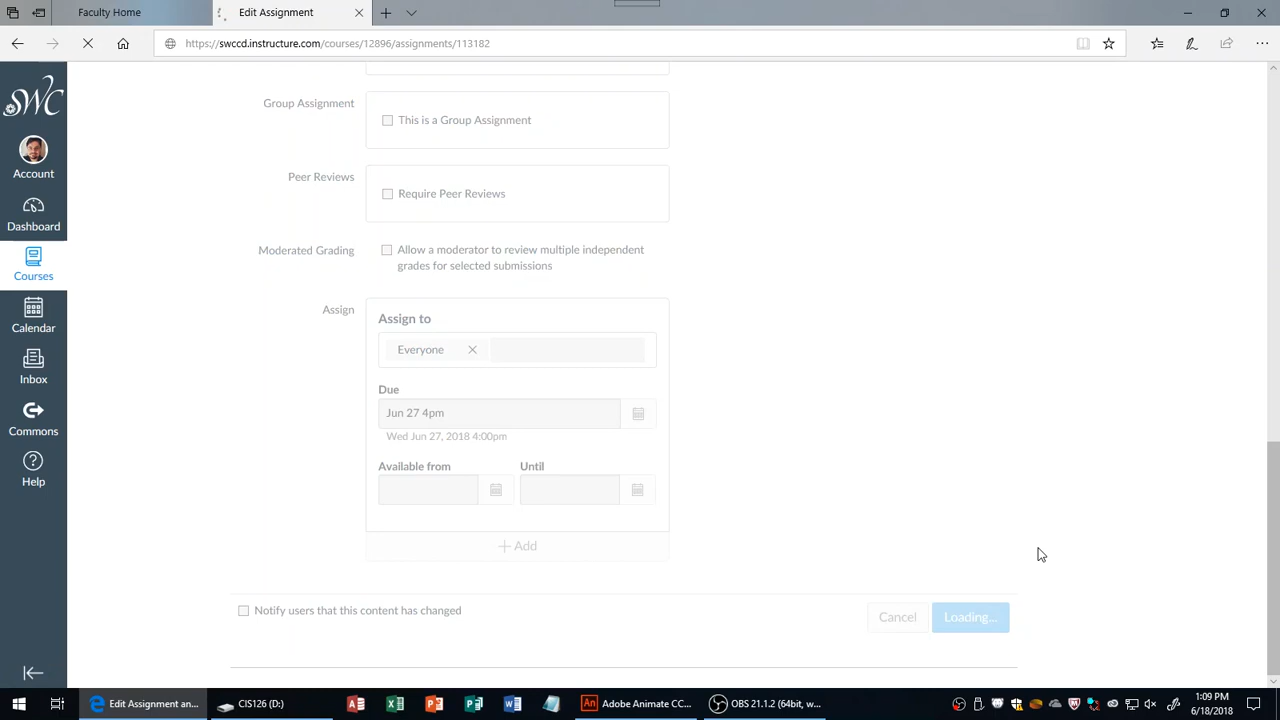 Faculty Home
Edit Assignment
https://swccd.instructure.com/courses/12896/assignments/113182
SWC
Account
Dashboard
Courses
Calendar
Inbox
Commons
Help
Group Assignment
This is a Group Assignment
Peer Reviews
Require Peer Reviews
Moderated Grading
Allow a moderator to review multiple independent
grades for selected submissions
Assign
Assign to
Everyone
Due
Jun 27 4pm
Wed Jun 27, 2018 4:00pm
Available from
Until
Add
Notify users that this content has changed
Cancel
Loading...
Edit Assignment an...
CIS126 (D:)
Adobe Animate CC...
OBS 21.1.2 (64bit, w...
1:09 PM
6/18/2018